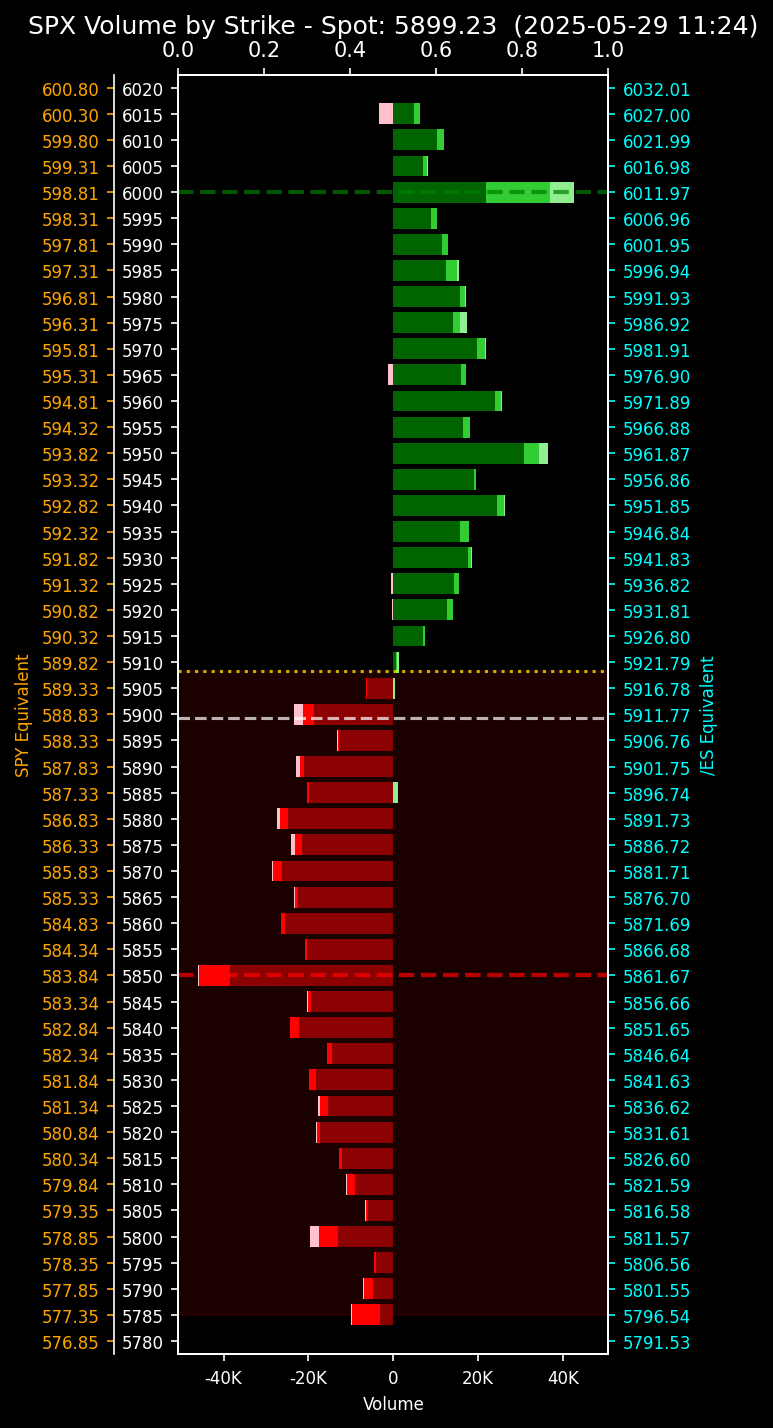 SPX Volume by Strike - Spot: 5899.23 (2025-05-29 11:24)
0.0 0.2 0.4 0.6 0.8 1.0
600.80 6020 6032.01
600.30 6015 6027.00
599.80 6010 6021.99
599.31 6005 6016.98
598.81 6000 6011.97
598.31 5995 6006.96
597.81 5990 6001.95
597.31 5985 5996.94
596.81 5980 5991.93
596.31 5975 5986.92
595.81 5970 5981.91
595.31 5965 5976.90
594.81 5960 5971.89
594.32 5955 5966.88
593.82 5950 5961.87
593.32 5945 5956.86
592.82 5940 5951.85
592.32 5935 5946.84
591.82 5930 5941.83
591.32 5925 5936.82
590.82 5920 5931.81
590.32 5915 5926.80
589.82 5910 5921.79
589.33 5905 5916.78
588.83 5900 5911.77
588.33 5895 5906.76
587.83 5890 5901.75
587.33 5885 5896.74
586.83 5880 5891.73
586.33 5875 5886.72
585.83 5870 5881.71
585.33 5865 5876.70
584.83 5860 5871.69
584.34 5855 5866.68
583.84 5850 5861.67
583.34 5845 5856.66
582.84 5840 5851.65
582.34 5835 5846.64
581.84 5830 5841.63
581.34 5825 5836.62
580.84 5820 5831.61
580.34 5815 5826.60
579.84 5810 5821.59
579.35 5805 5816.58
578.85 5800 5811.57
578.35 5795 5806.56
577.85 5790 5801.55
577.35 5785 5796.54
576.85 5780 5791.53
SPY Equivalent
/ES Equivalent
-40K -20K 0 20K 40K
Volume